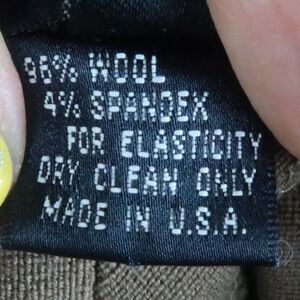 96% WOOL
4% SPANDEX
FOR ELASTICITY
DRY CLEAN ONLY
MADE IN U.S.A.